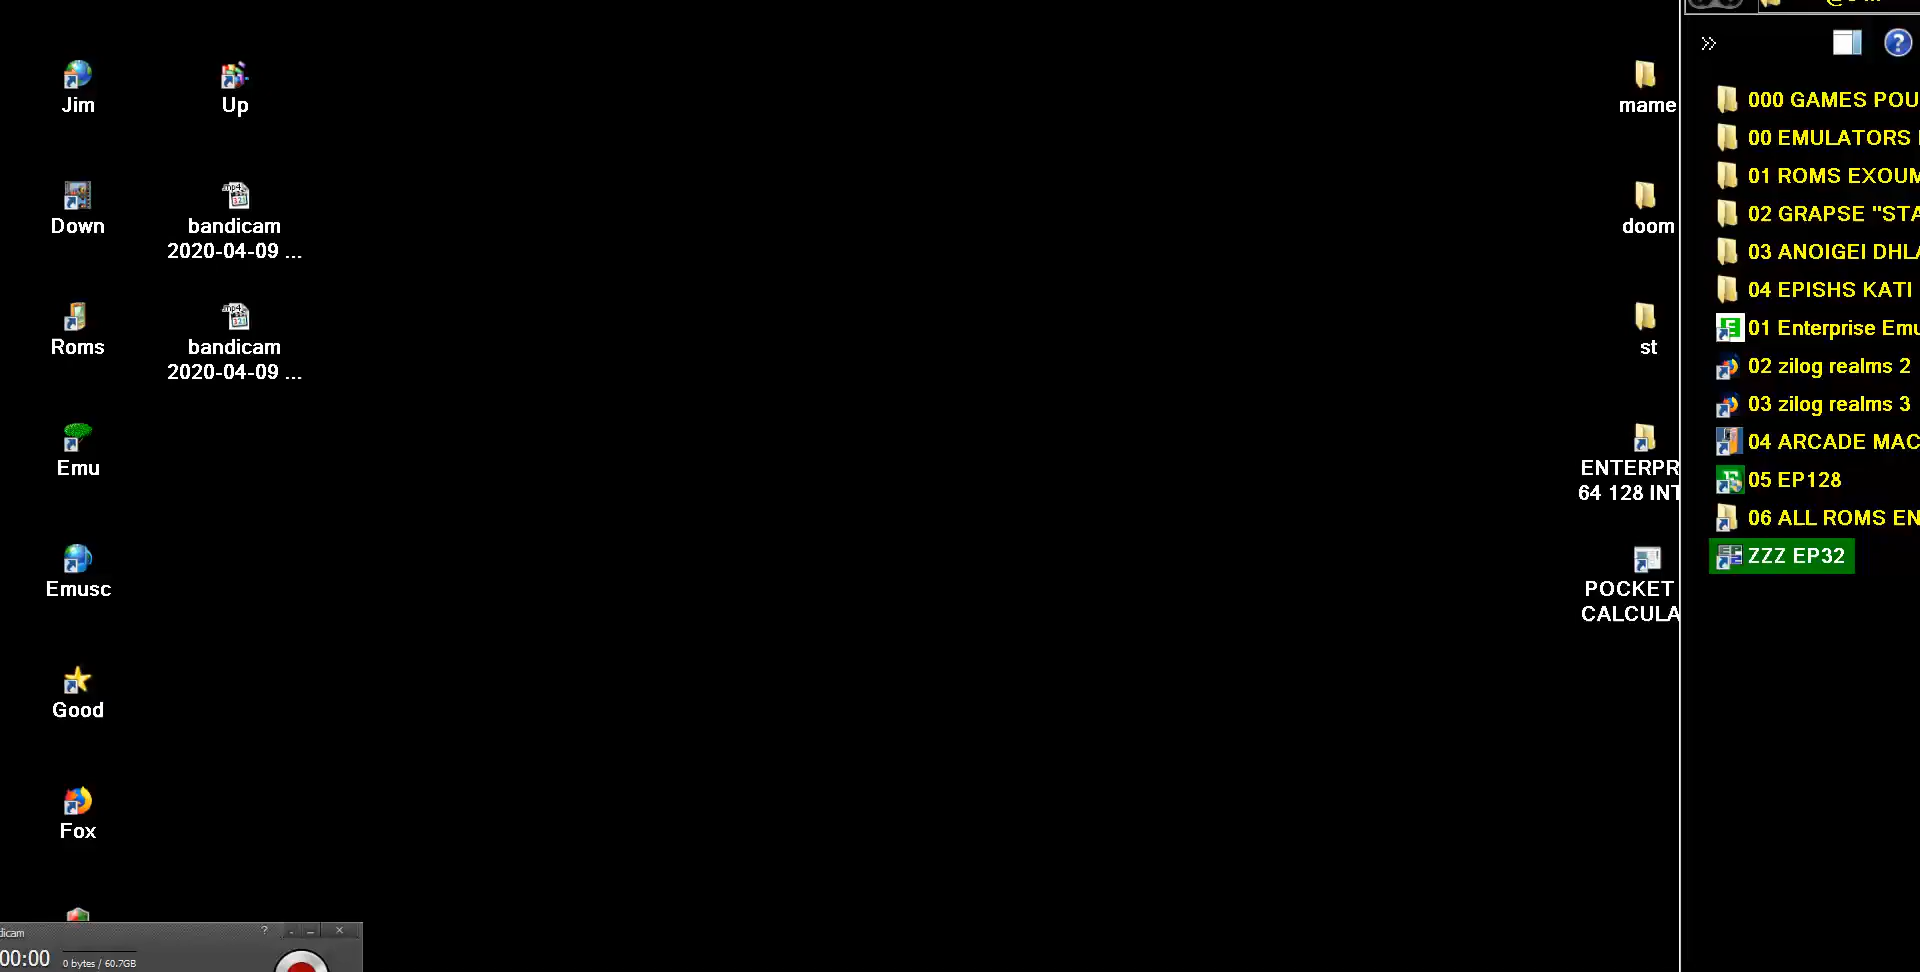 Jim
Up
Down
bandicam
2020-04-09 ...
Roms
bandicam
2020-04-09 ...
Emu
Emusc
Good
Fox
mame
doom
st
ENTERPR
64 128 INT
POCKET
CALCULA
»
?
000 GAMES POU
00 EMULATORS
01 ROMS EXOUM
02 GRAPSE "STA
03 ANOIGEI DHLA
04 EPISHS KATI
01 Enterprise Emu
02 zilog realms 2
03 zilog realms 3
04 ARCADE MAC
05 EP128
06 ALL ROMS EN
ZZZ EP32
dicam
?
00:00
0 bytes / 60.7GB